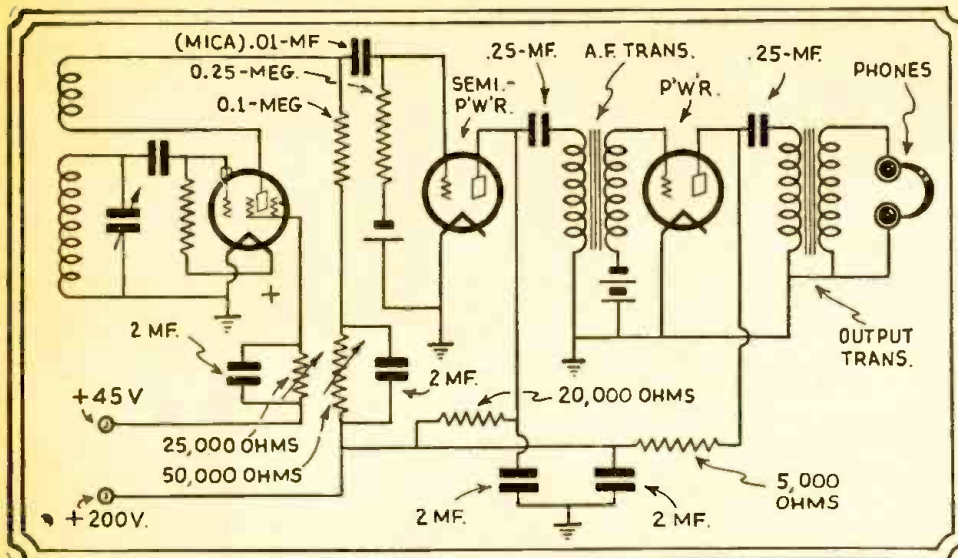 (MICA) .01-MF
0.25-MEG.
0.1-MEG
SEMI.-
P'W'R.
.25-MF.
A.F. TRANS.
P'W'R.
.25-MF.
PHONES
+
2 MF.
+45V
25,000 OHMS
50,000 OHMS
+200V.
2 MF.
20,000 OHMS
2 MF.
2 MF.
5,000
OHMS
OUTPUT
TRANS.